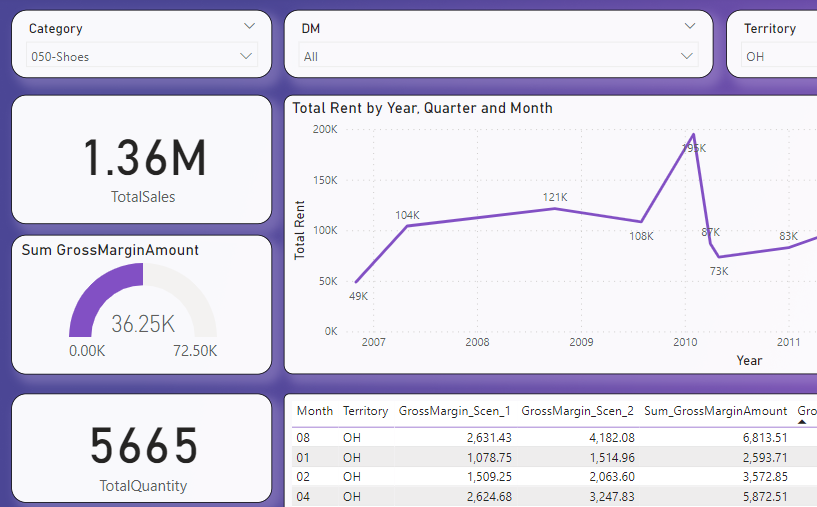 Category
050-Shoes
DM
All
Territory
OH
1.36M
TotalSales
Total Rent by Year, Quarter and Month
Total Rent
200K
150K
100K
50K
0K
49K
104K
121K
108K
195K
87K
73K
83K
2007
2008
2009
2010
2011
Year
Sum GrossMarginAmount
36.25K
0.00K
72.50K
5665
TotalQuantity
Month Territory GrossMargin_Scen_1 GrossMargin_Scen_2 Sum_GrossMarginAmount Gro
08 OH 2,631.43 4,182.08 6,813.51
01 OH 1,078.75 1,514.96 2,593.71
02 OH 1,509.25 2,063.60 3,572.85
04 OH 2,624.68 3,247.83 5,872.51